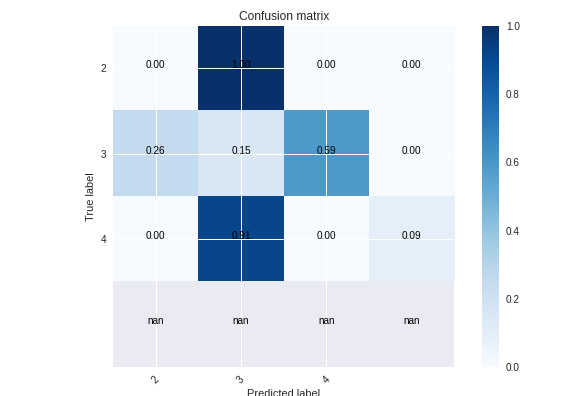 Confusion matrix
1.0
2
0.00 1.00 0.00 0.00
0.8
3
0.26 0.15 0.59 0.00
0.6
True label
4
0.00 0.91 0.00 0.09
0.4
0.2
nan nan nan nan
0.0
2 3 4
Predicted label